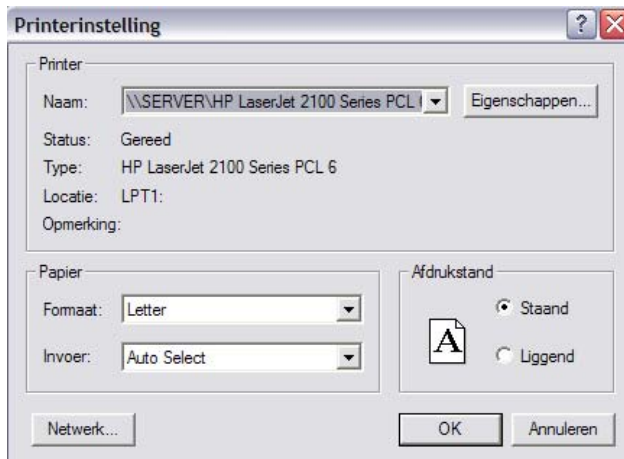 Printerinstelling
Printer
Naam: \\SERVER\HP LaserJet 2100 Series PCL Eigenschappen...
Status: Gereed
Type: HP LaserJet 2100 Series PCL 6
Locatie: LPT1:
Opmerking:
Papier
Formaat: Letter
Invoer: Auto Select
Afdrukstand
A
Staand
Liggend
Netwerk...
OK
Annuleren